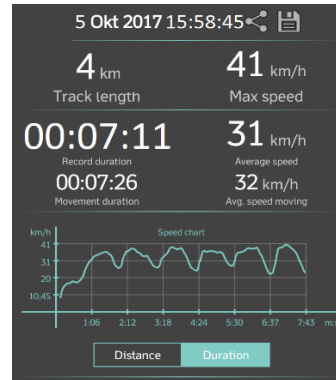 5 Okt 2017 15:58:45
4 km 41 km/h
Track length Max speed
00:07:11 31 km/h
Record duration Average speed
00:07:26 32 km/h
Movement duration Avg. speed moving
km/h Speed chart
41
31
20
10,45
1:06 2:12 3:18 4:24 5:30 6:37 7:43 m:s
Distance Duration